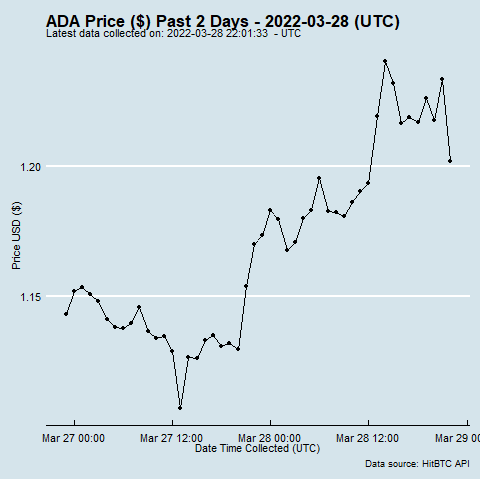 ADA Price ($) Past 2 Days - 2022-03-28 (UTC)
Latest data collected on: 2022-03-28 22:01:33  - UTC
1.20
Price USD ($)
1.15
Mar 27 00:00 Mar 27 12:00 Mar 28 00:00 Mar 28 12:00 Mar 29 00
Date Time Collected (UTC)
Data source: HitBTC API